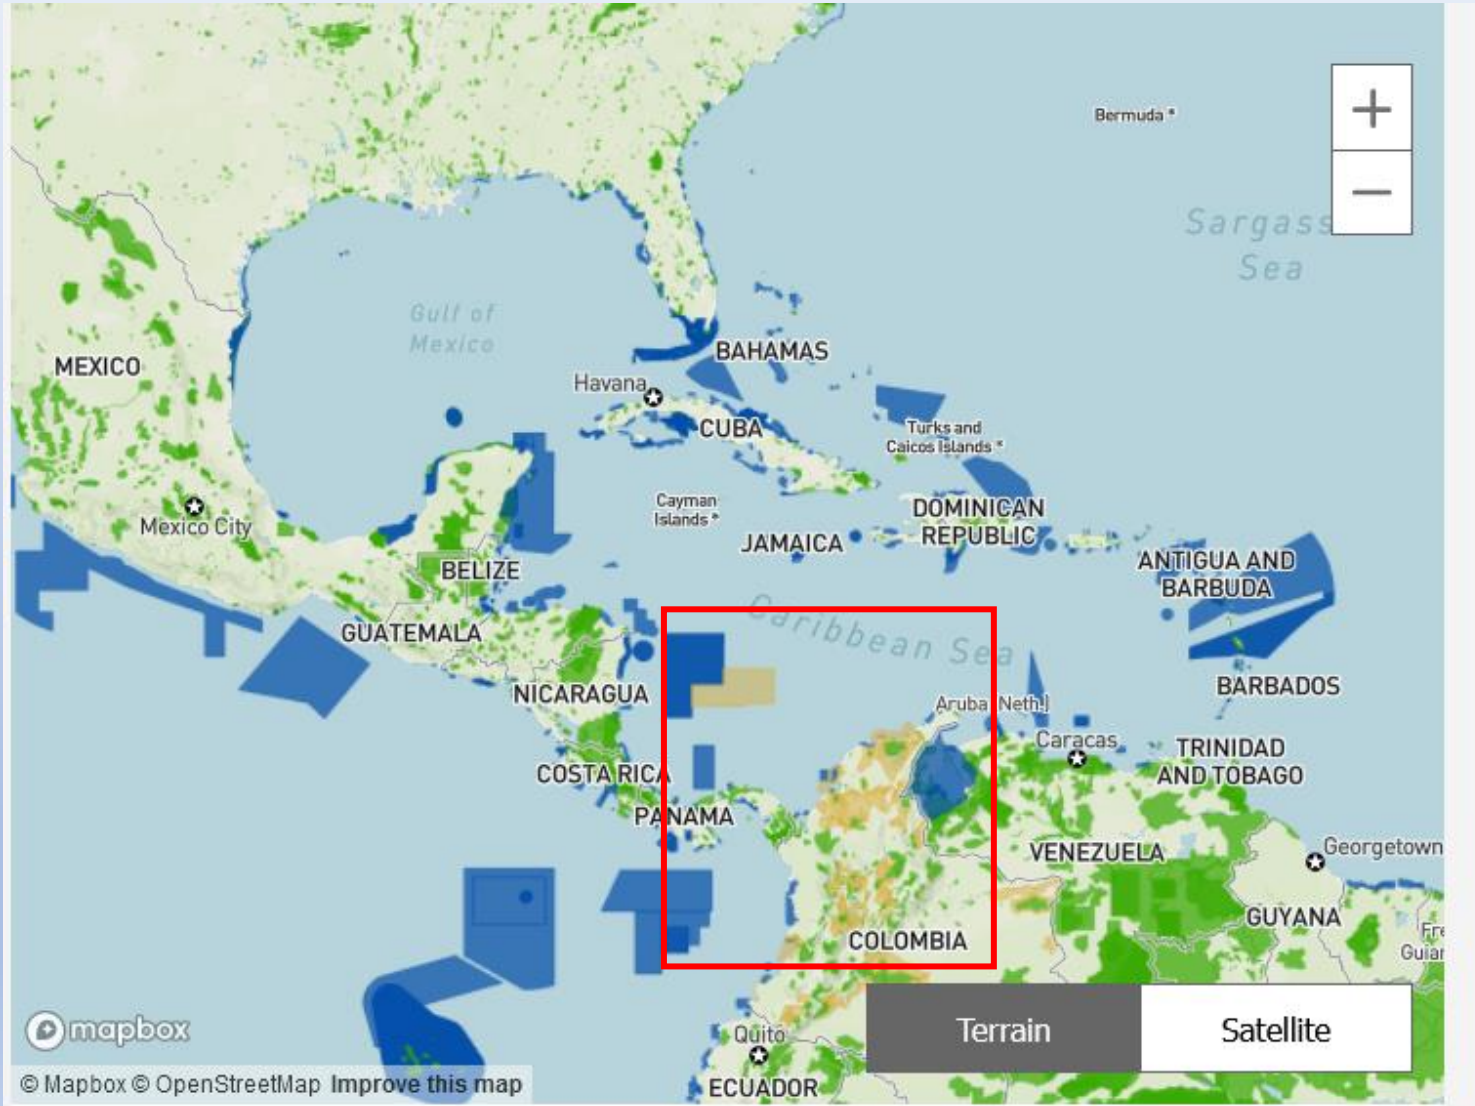 Bermuda *
+
−
Sargass
Sea
Gulf of
Mexico
MEXICO
BAHAMAS
Havana
CUBA
Turks and
Caicos Islands *
Cayman
Islands *
DOMINICAN
REPUBLIC
Mexico City
JAMAICA
BELIZE
ANTIGUA AND
BARBUDA
GUATEMALA
Caribbean Sea
NICARAGUA
BARBADOS
Aruba (Neth.)
Caracas
COSTA RICA
TRINIDAD
AND TOBAGO
PANAMA
VENEZUELA
Georgetown
COLOMBIA
GUYANA
Fre
Guiar
mapbox
Quito
Terrain
Satellite
© Mapbox © OpenStreetMap Improve this map
ECUADOR